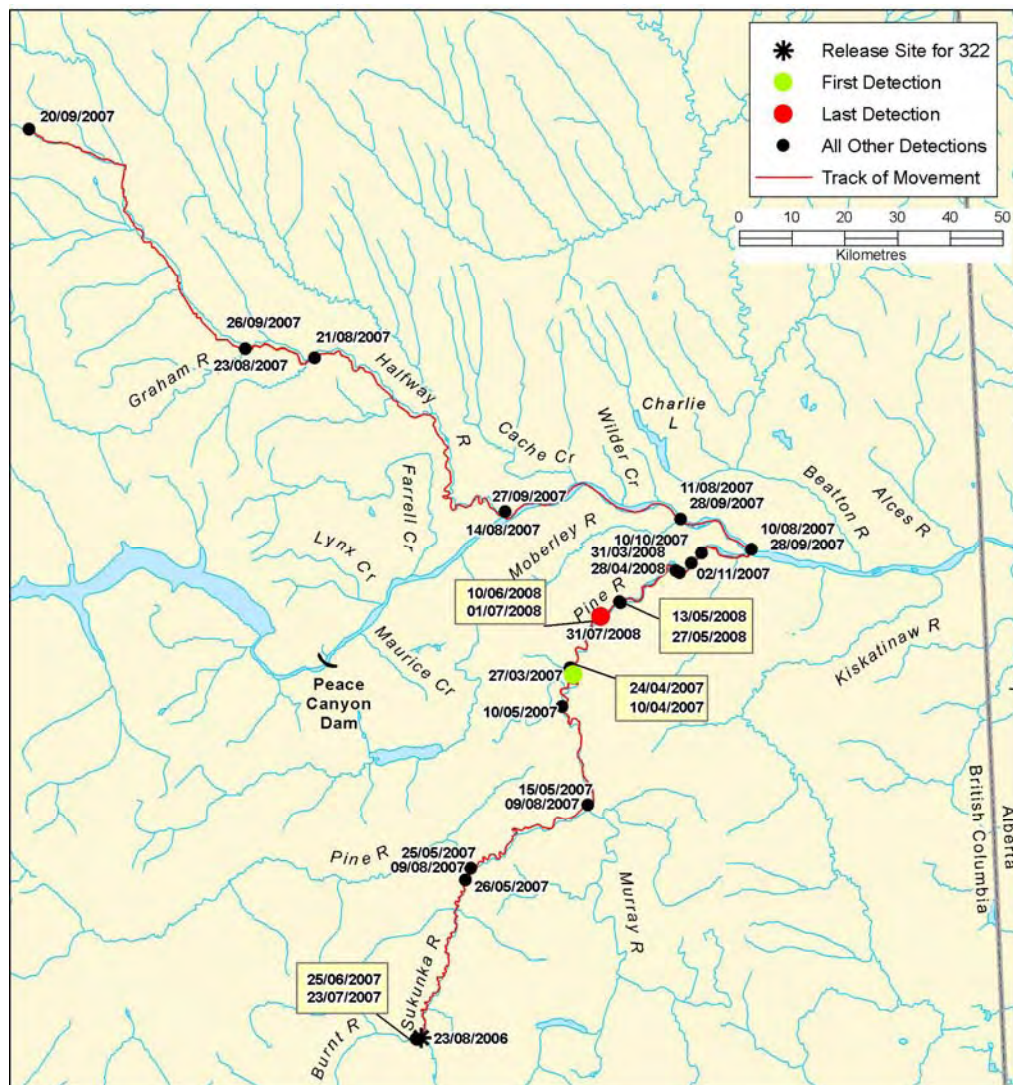 Release Site for 322
First Detection
Last Detection
All Other Detections
Track of Movement
0 10 20 30 40 50
Kilometres
20/09/2007
26/09/2007
23/08/2007
21/08/2007
Graham R
Halfway R
Cache Cr
Wilder Cr
Charlie L
Beatton R
Alces R
Farrell Cr
Lynx Cr
27/09/2007
14/08/2007
11/08/2007
28/09/2007
10/08/2007
28/09/2007
Moberley R
10/10/2007
31/03/2008
28/04/2008
02/11/2007
10/06/2008
01/07/2008
Pine R
31/07/2008
13/05/2008
27/05/2008
Kiskatinaw R
Maurice Cr
Peace
Canyon
Dam
27/03/2007
24/04/2007
10/04/2007
10/05/2007
15/05/2007
09/08/2007
British Columbia
Alberta
Pine R
25/05/2007
09/08/2007
26/05/2007
Murray R
25/06/2007
23/07/2007
Sukunka R
Burnt R
23/08/2006